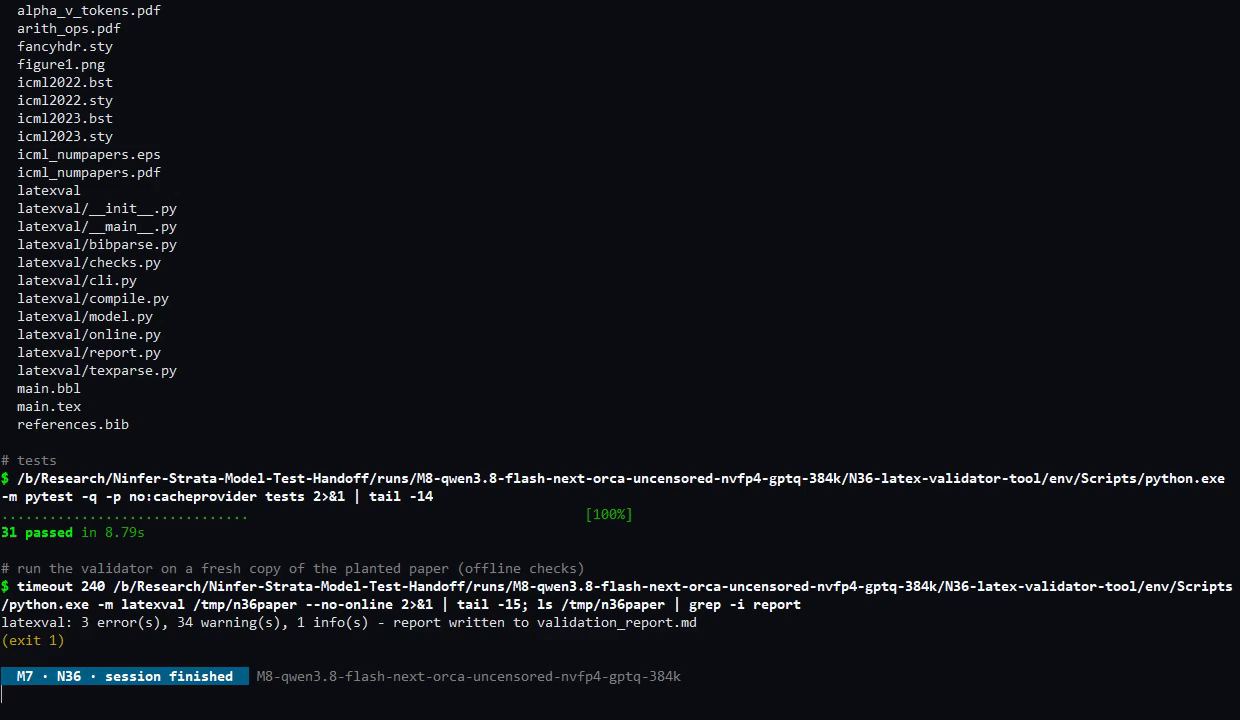 alpha_v_tokens.pdf
arith_ops.pdf
fancyhdr.sty
figure1.png
icml2022.bst
icml2022.sty
icml2023.bst
icml2023.sty
icml_numpapers.eps
icml_numpapers.pdf
latexval
latexval/__init__.py
latexval/__main__.py
latexval/bibparse.py
latexval/checks.py
latexval/cli.py
latexval/compile.py
latexval/model.py
latexval/online.py
latexval/report.py
latexval/texparse.py
main.bbl
main.tex
references.bib
# tests
$ /b/Research/Ninfer-Strata-Model-Test-Handoff/runs/M8-qwen3.8-flash-next-orca-uncensored-nvfp4-gptq-384k/N36-latex-validator-tool/env/Scripts/python.exe
-m pytest -q -p no:cacheprovider tests 2>&1 | tail -14
............................... [100%]
31 passed in 8.79s
# run the validator on a fresh copy of the planted paper (offline checks)
$ timeout 240 /b/Research/Ninfer-Strata-Model-Test-Handoff/runs/M8-qwen3.8-flash-next-orca-uncensored-nvfp4-gptq-384k/N36-latex-validator-tool/env/Scripts
/python.exe -m latexval /tmp/n36paper --no-online 2>&1 | tail -15; ls /tmp/n36paper | grep -i report
latexval: 3 error(s), 34 warning(s), 1 info(s) - report written to validation_report.md
(exit 1)
M7 · N36 · session finished M8-qwen3.8-flash-next-orca-uncensored-nvfp4-gptq-384k